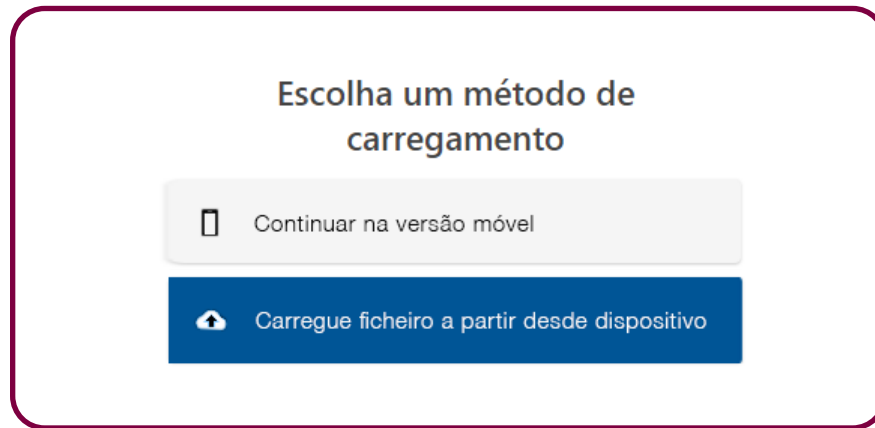 Escolha um método de
carregamento
Continuar na versão móvel
Carregue ficheiro a partir desde dispositivo